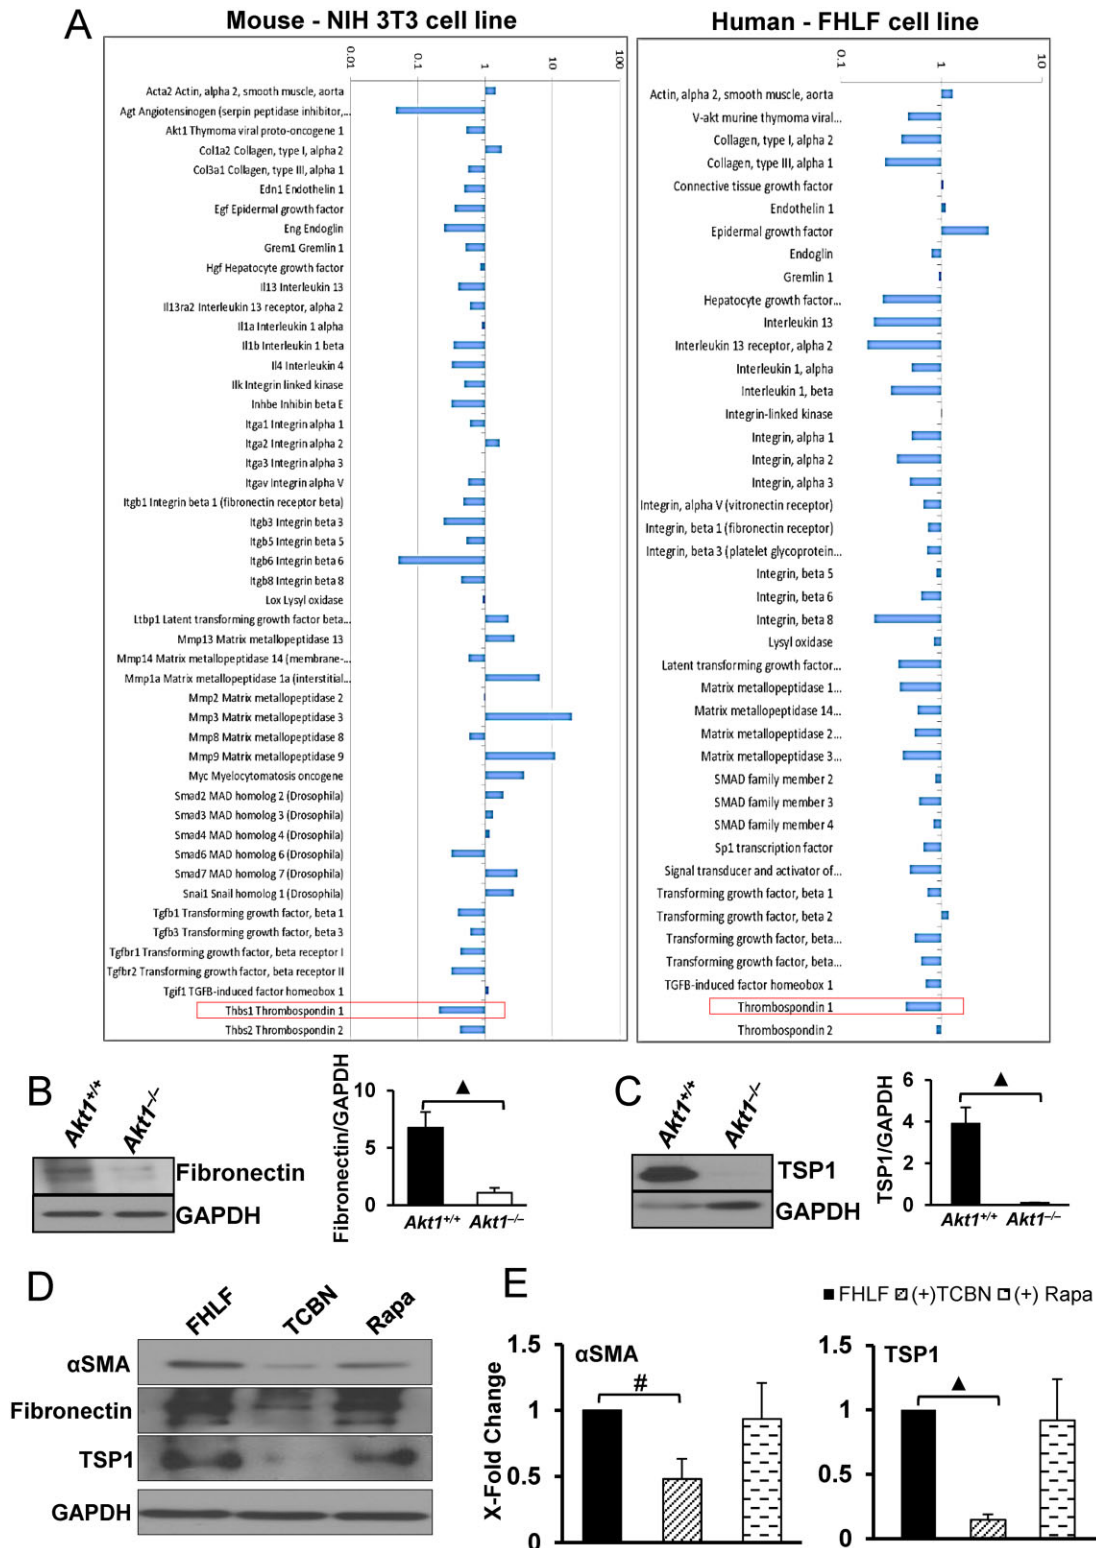 A
Mouse - NIH 3T3 cell line
0.01
0.1
1
10
100
Acta2 Actin, alpha 2, smooth muscle, aorta
Agt Angiotensinogen (serpin peptidase inhibitor,...
Akt1 Thymoma viral proto-oncogene 1
Col1a2 Collagen, type I, alpha 2
Col3a1 Collagen, type III, alpha 1
Edn1 Endothelin 1
Egf Epidermal growth factor
Eng Endoglin
Grem1 Gremlin 1
Hgf Hepatocyte growth factor
Il13 Interleukin 13
Il13ra2 Interleukin 13 receptor, alpha 2
Il1a Interleukin 1 alpha
Il1b Interleukin 1 beta
Il4 Interleukin 4
Ilk Integrin linked kinase
Inhbe Inhibin beta E
Itga1 Integrin alpha 1
Itga2 Integrin alpha 2
Itga3 Integrin alpha 3
Itgav Integrin alpha V
Itgb1 Integrin beta 1 (fibronectin receptor beta)
Itgb3 Integrin beta 3
Itgb5 Integrin beta 5
Itgb6 Integrin beta 6
Itgb8 Integrin beta 8
Lox Lysyl oxidase
Ltbp1 Latent transforming growth factor beta...
Mmp13 Matrix metallopeptidase 13
Mmp14 Matrix metallopeptidase 14 (membrane-...
Mmp1a Matrix metallopeptidase 1a (interstitial...
Mmp2 Matrix metallopeptidase 2
Mmp3 Matrix metallopeptidase 3
Mmp8 Matrix metallopeptidase 8
Mmp9 Matrix metallopeptidase 9
Myc Myelocytomatosis oncogene
Smad2 MAD homolog 2 (Drosophila)
Smad3 MAD homolog 3 (Drosophila)
Smad4 MAD homolog 4 (Drosophila)
Smad6 MAD homolog 6 (Drosophila)
Smad7 MAD homolog 7 (Drosophila)
Snai1 Snail homolog 1 (Drosophila)
Tgfb1 Transforming growth factor, beta 1
Tgfb3 Transforming growth factor, beta 3
Tgfbr1 Transforming growth factor, beta receptor I
Tgfbr2 Transforming growth factor, beta receptor II
Tgif1 TGFB-induced factor homeobox 1
Thbs1 Thrombospondin 1
Thbs2 Thrombospondin 2
Human - FHLF cell line
0.1
1
10
Actin, alpha 2, smooth muscle, aorta
V-akt murine thymoma viral...
Collagen, type I, alpha 2
Collagen, type III, alpha 1
Connective tissue growth factor
Endothelin 1
Epidermal growth factor
Endoglin
Gremlin 1
Hepatocyte growth factor...
Interleukin 13
Interleukin 13 receptor, alpha 2
Interleukin 1, alpha
Interleukin 1, beta
Integrin-linked kinase
Integrin, alpha 1
Integrin, alpha 2
Integrin, alpha 3
Integrin, alpha V (vitronectin receptor)
Integrin, beta 1 (fibronectin receptor)
Integrin, beta 3 (platelet glycoprotein...
Integrin, beta 5
Integrin, beta 6
Integrin, beta 8
Lysyl oxidase
Latent transforming growth factor...
Matrix metallopeptidase 1...
Matrix metallopeptidase 14...
Matrix metallopeptidase 2...
Matrix metallopeptidase 3...
SMAD family member 2
SMAD family member 3
SMAD family member 4
Sp1 transcription factor
Signal transducer and activator of...
Transforming growth factor, beta 1
Transforming growth factor, beta 2
Transforming growth factor, beta...
Transforming growth factor, beta...
TGFB-induced factor homeobox 1
Thrombospondin 1
Thrombospondin 2
B
Akt1+/+
Akt1–/–
Fibronectin
GAPDH
Fibronectin/GAPDH
10
5
0
▲
Akt1+/+ Akt1–/–
C
Akt1+/+
Akt1–/–
TSP1
GAPDH
TSP1/GAPDH
6
4
2
0
▲
Akt1+/+ Akt1–/–
D
FHLF
TCBN
Rapa
αSMA
Fibronectin
TSP1
GAPDH
E
FHLF (+)TCBN (+) Rapa
X-Fold Change
1.5
1
0.5
0
αSMA
#
1.5
1
0.5
0
TSP1
▲